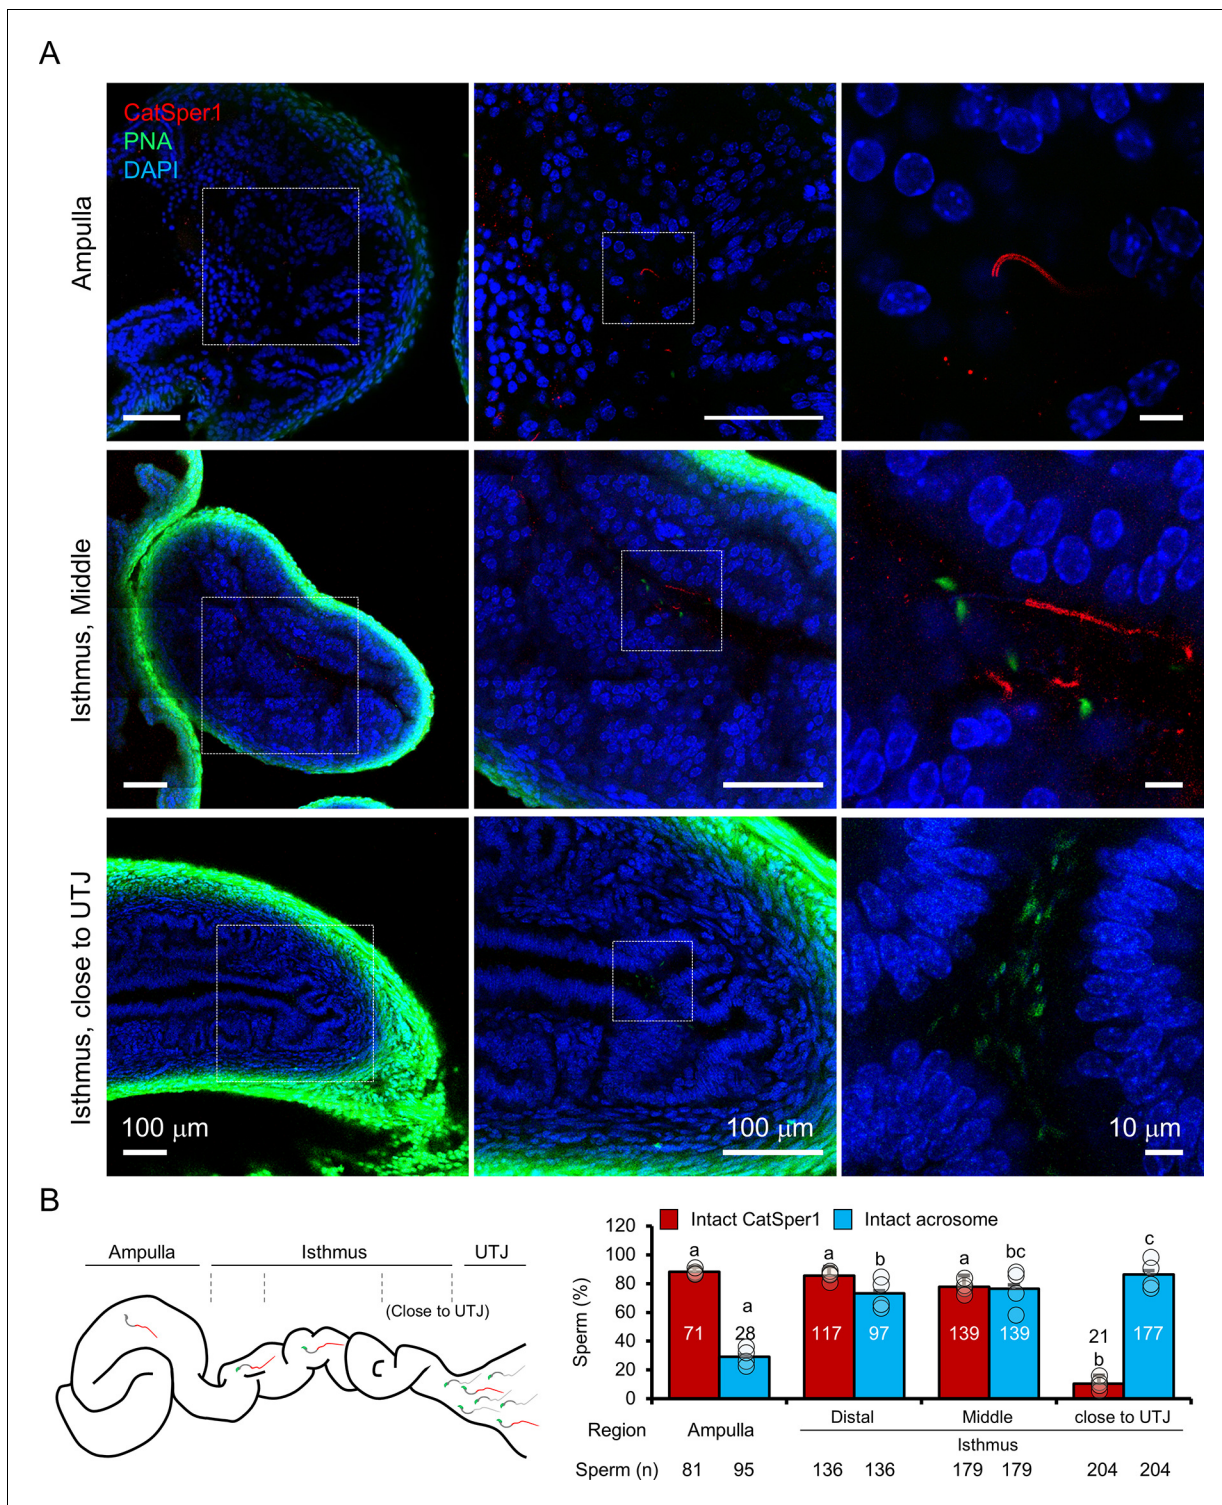 A
CatSper1
PNA
DAPI
Ampulla
Isthmus, Middle
Isthmus, close to UTJ
100 μm
100 μm
10 μm
B
Ampulla
Isthmus
UTJ
(Close to UTJ)
Intact CatSper1
Intact acrosome
Sperm (%)
120
100
80
60
40
20
0
a
71
a
28
a
117
b
97
a
139
bc
139
21
b
c
177
Region
Ampulla
Distal
Middle
close to UTJ
Isthmus
Sperm (n)
81 95 136 136 179 179 204 204